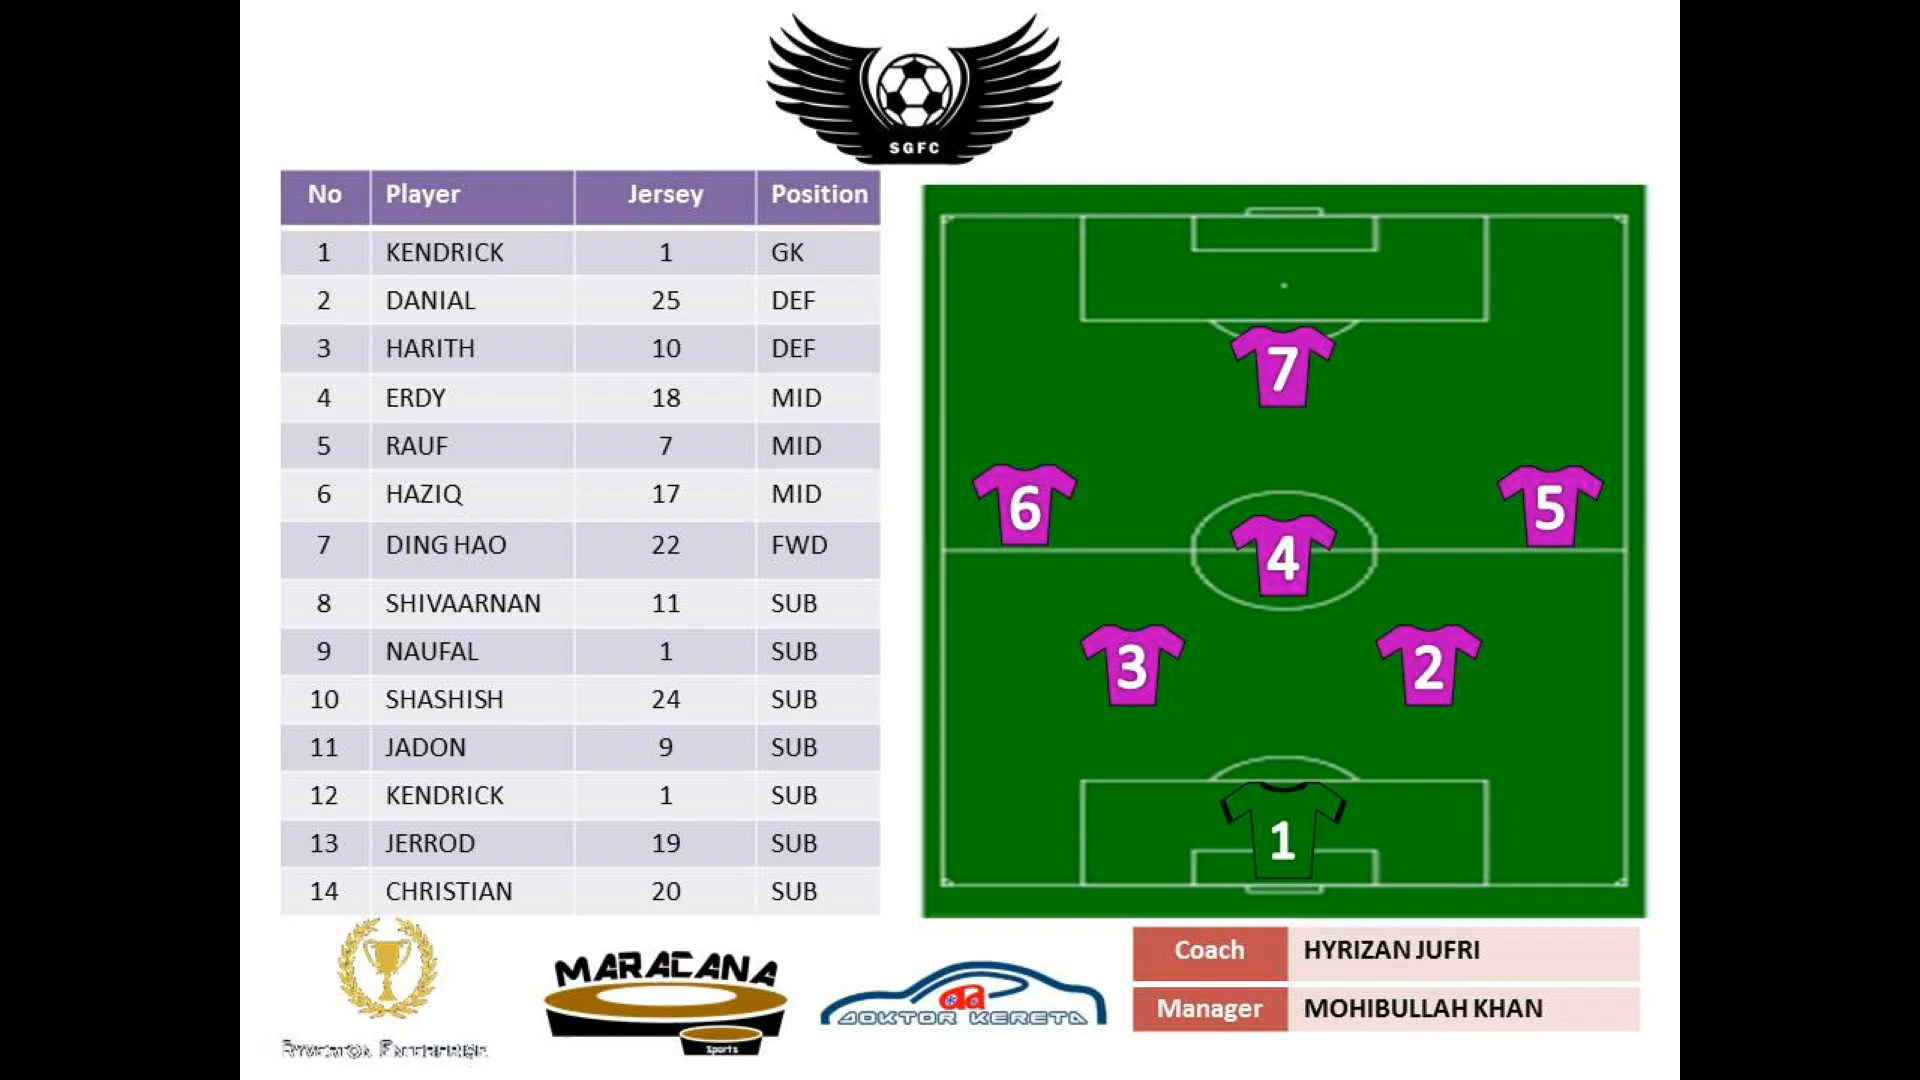 SGFC
No Player Jersey Position
1 KENDRICK 1 GK
2 DANIAL 25 DEF
3 HARITH 10 DEF
4 ERDY 18 MID
5 RAUF 7 MID
6 HAZIQ 17 MID
7 DING HAO 22 FWD
8 SHIVAARNAN 11 SUB
9 NAUFAL 1 SUB
10 SHASHISH 24 SUB
11 JADON 9 SUB
12 KENDRICK 1 SUB
13 JERROD 19 SUB
14 CHRISTIAN 20 SUB
7
6
5
4
3
2
1
MARACANA
Sports
DOKTOR KERETA
Coach HYRIZAN JUFRI
Manager MOHIBULLAH KHAN